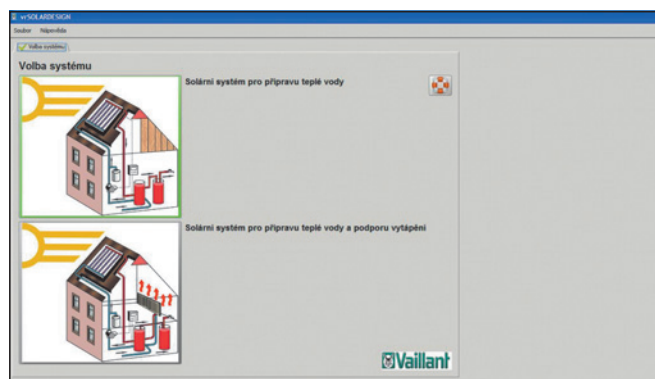 vrSOLARDESIGN
Soubor Nápověda
Volba systému
Volba systému
Solární systém pro přípravu teplé vody
Solární systém pro přípravu teplé vody a podporu vytápění
Vaillant